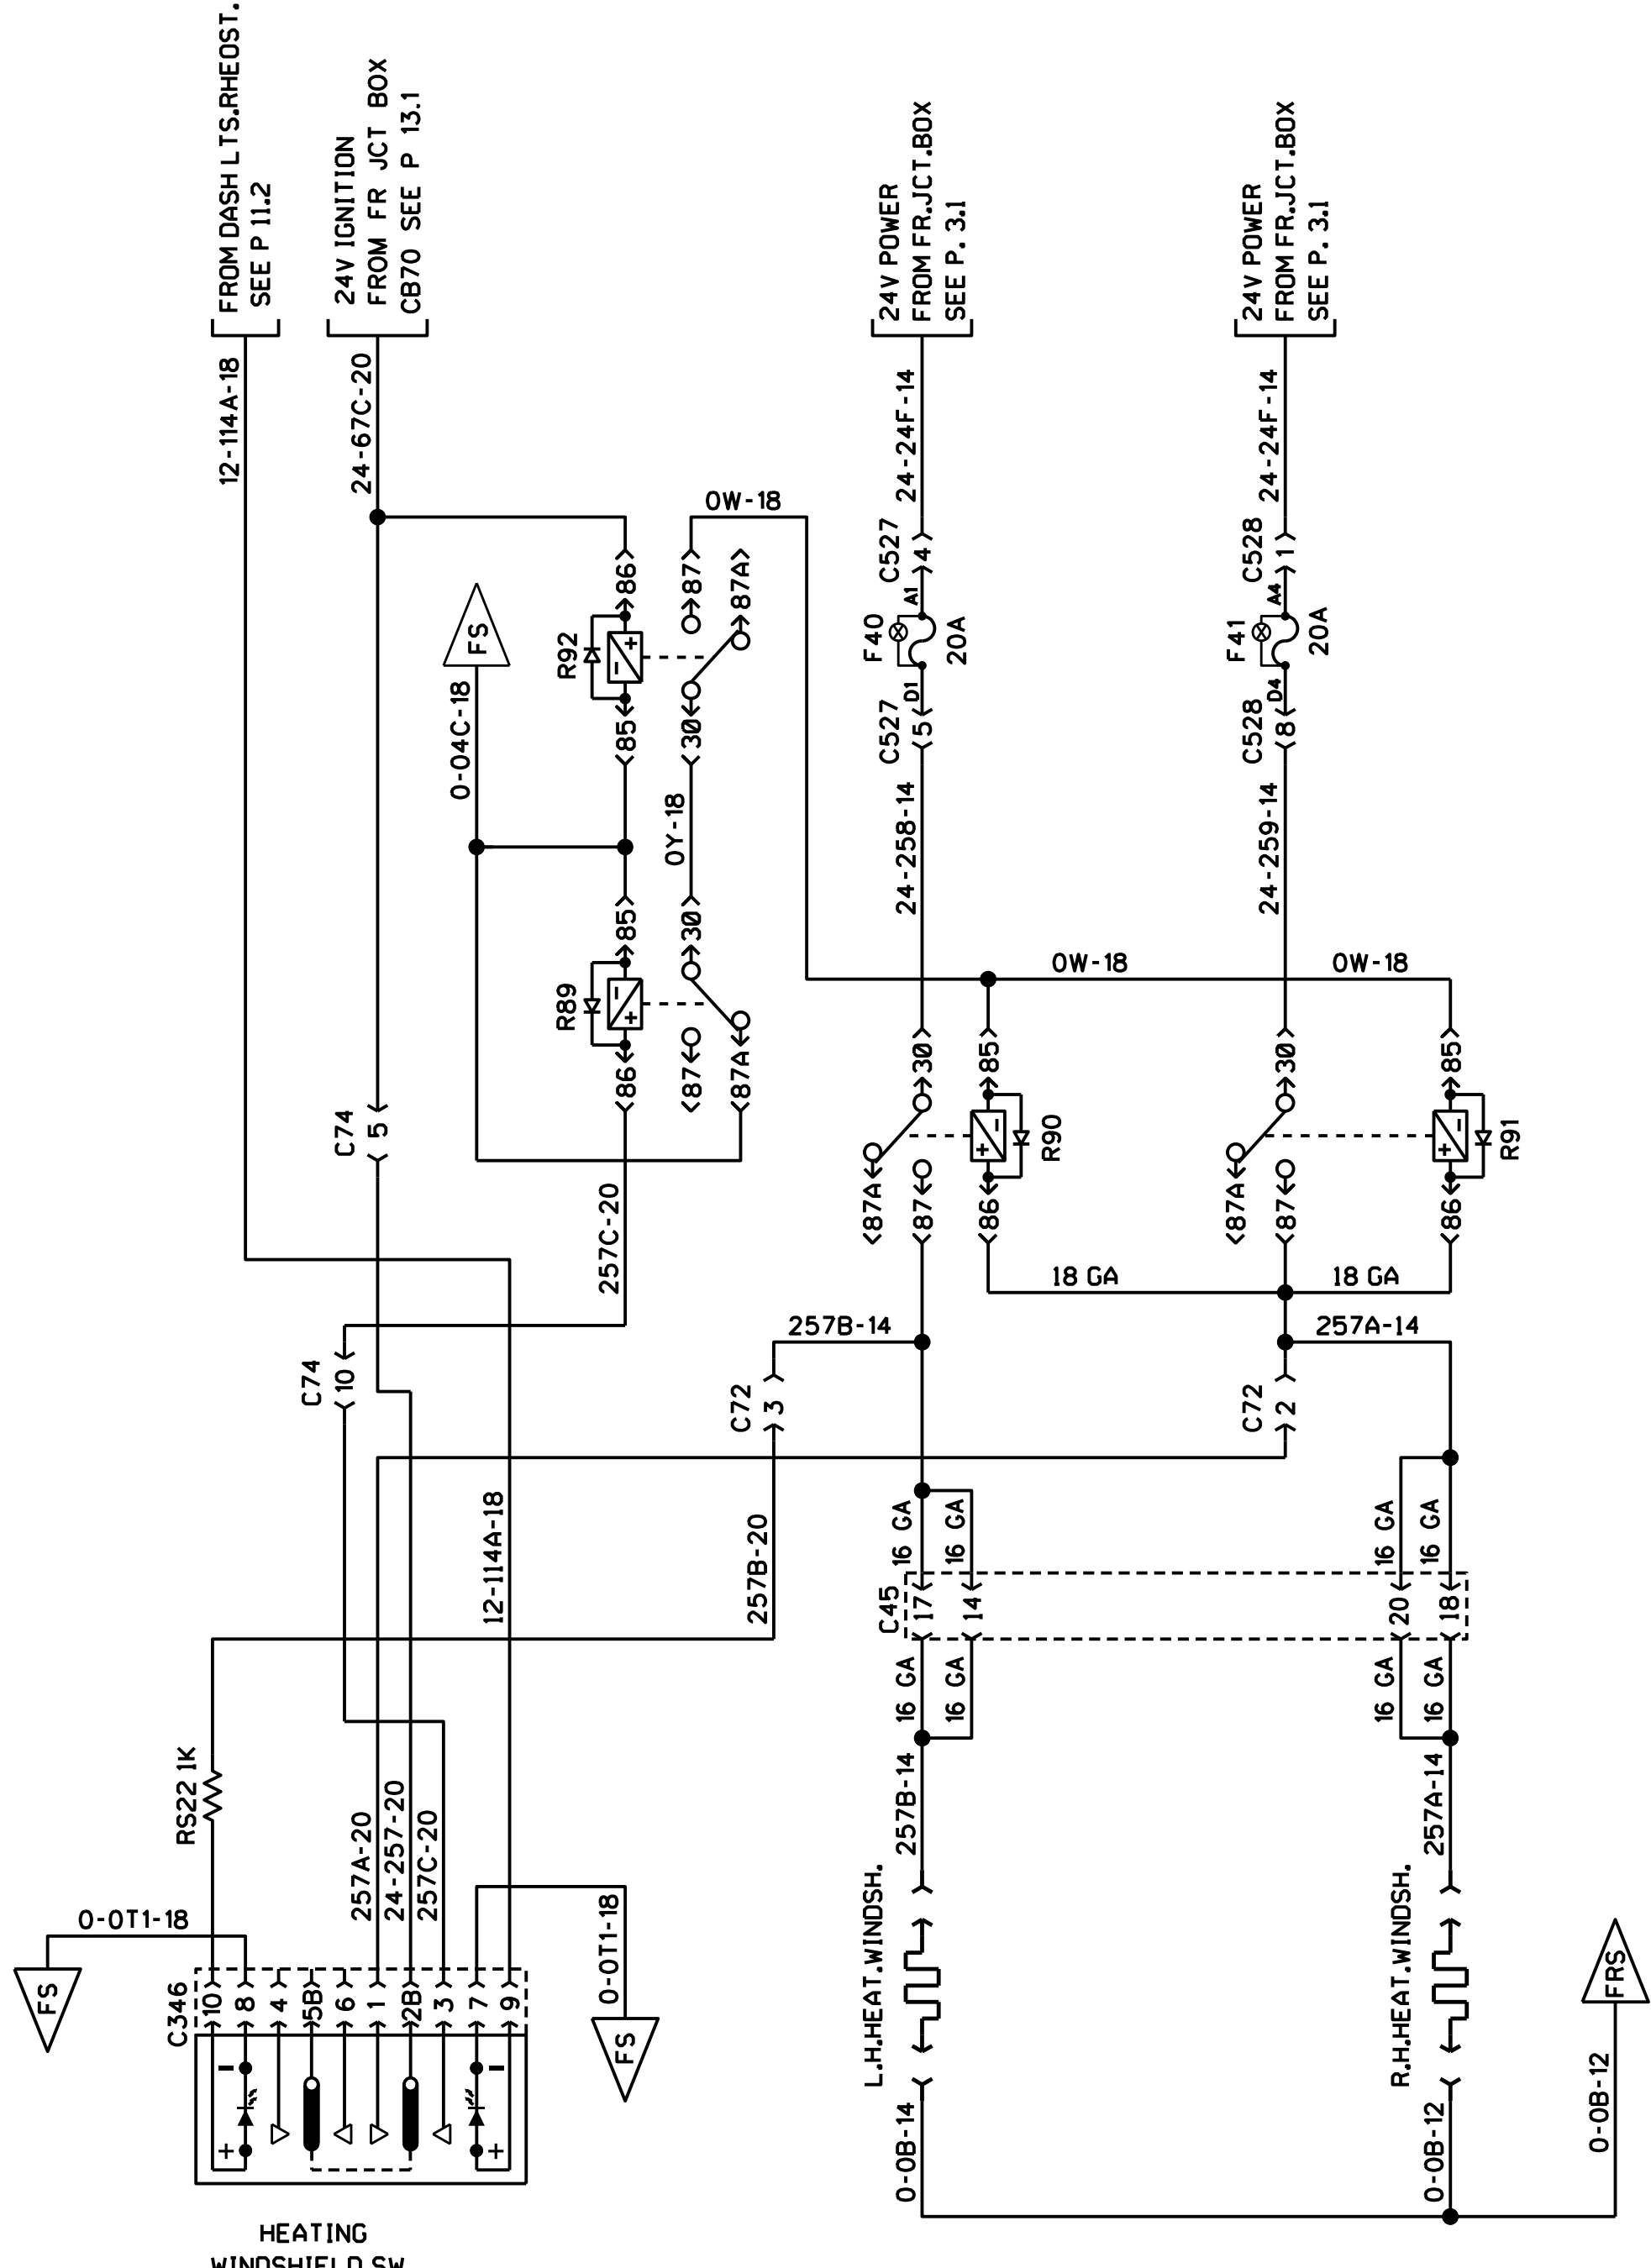 FROM DASH LTS.RHEOST.
SEE P 11.2
24V IGNITION
FROM FR JCT BOX
CB70 SEE P 13.1
24V POWER
FROM FR.JCT.BOX
SEE P. 3.1
24V POWER
FROM FR.JCT.BOX
SEE P. 3.1
12-114A-18
24-67C-20
24-24F-14
24-24F-14
0W-18
FS
0-04C-18
R92
86
87
87A
85
30
0Y-18
C527
4
A1
F40
20A
D1
C527
5
C528
1
A4
F41
20A
D4
C528
8
24-258-14
24-259-14
R89
85
30
86
87
87A
0W-18
0W-18
C74
5
257C-20
30
85
R90
87A
87
86
30
85
R91
87A
87
86
18 GA
18 GA
257B-14
257A-14
C74
10
C72
3
C72
2
12-114A-18
257B-20
16 GA
16 GA
16 GA
16 GA
C45
17
14
20
18
16 GA
16 GA
16 GA
16 GA
RS22 1K
257A-20
24-257-20
257C-20
257B-14
257A-14
0-0T1-18
FS
0-0T1-18
FS
C346
10
8
4
5B
6
1
2B
3
7
9
- -
+ +
L.H.HEAT.WINDSH.
R.H.HEAT.WINDSH.
0-0B-14
0-0B-12
0-0B-12
FRS
HEATING
WINDSHIELD SW